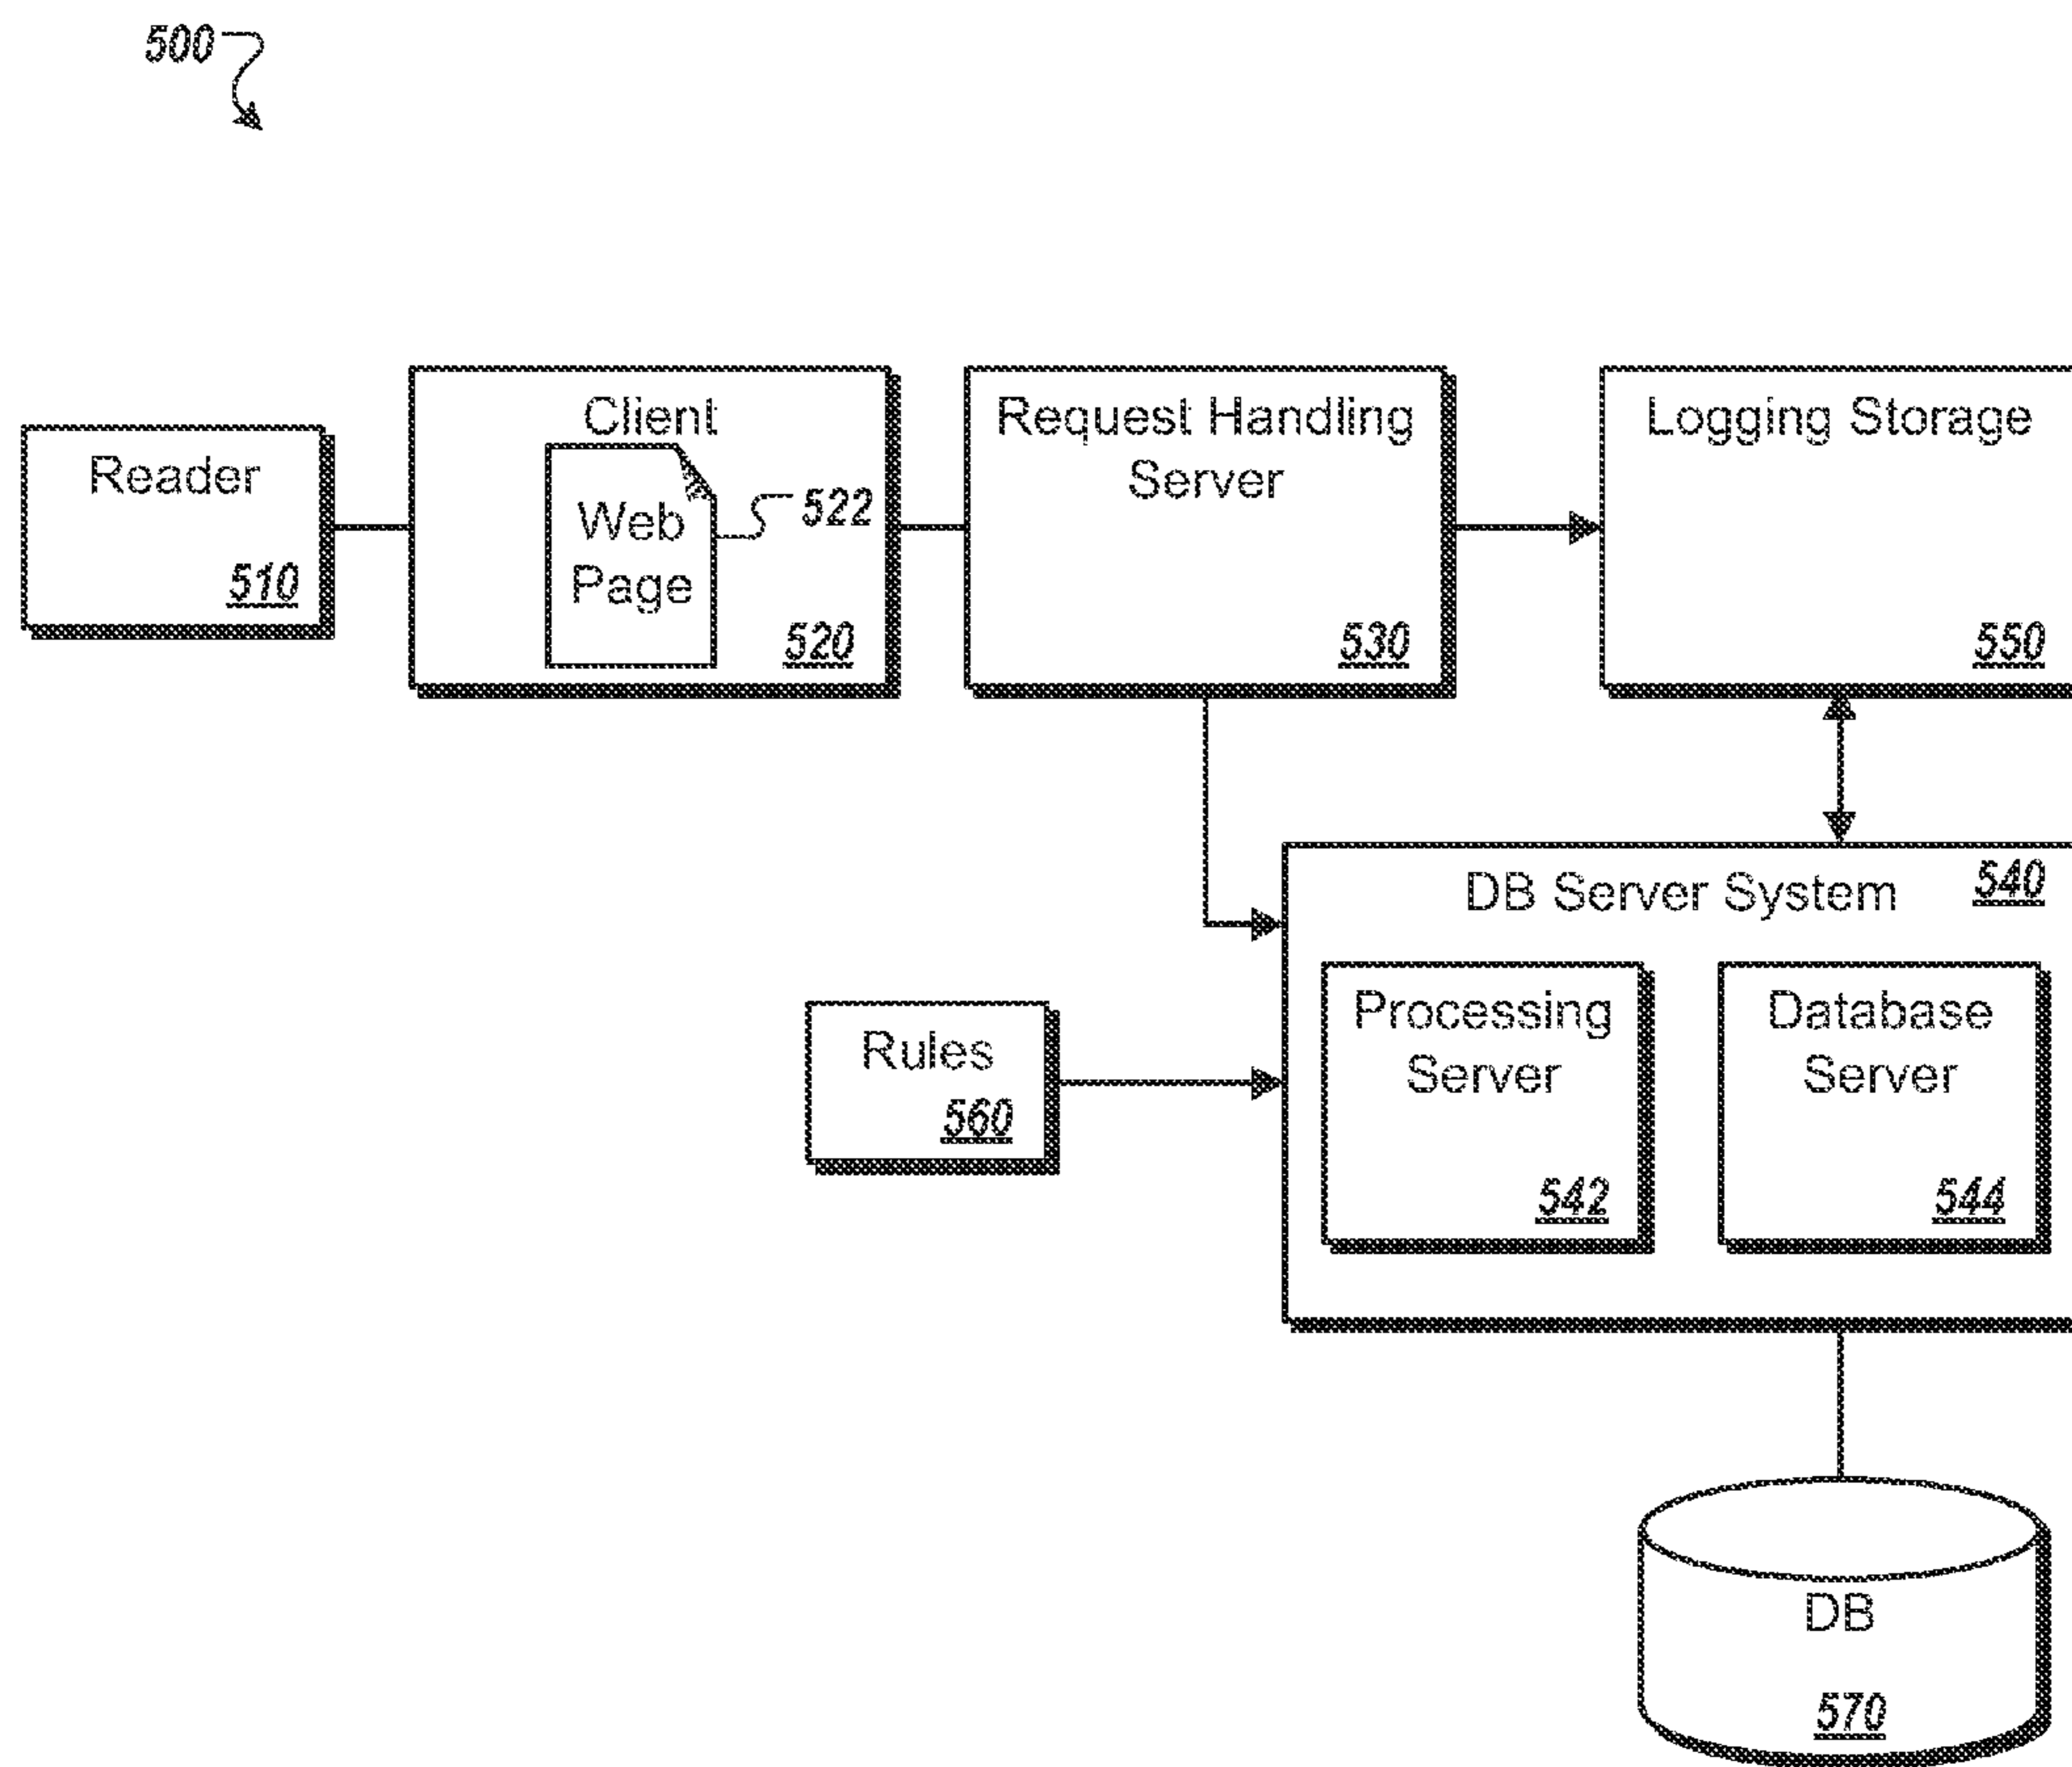 500
Reader
510
Client
Web
Page
522
520
Request Handling
Server
530
Logging Storage
550
DB Server System
540
Processing
Server
542
Database
Server
544
Rules
560
DB
570